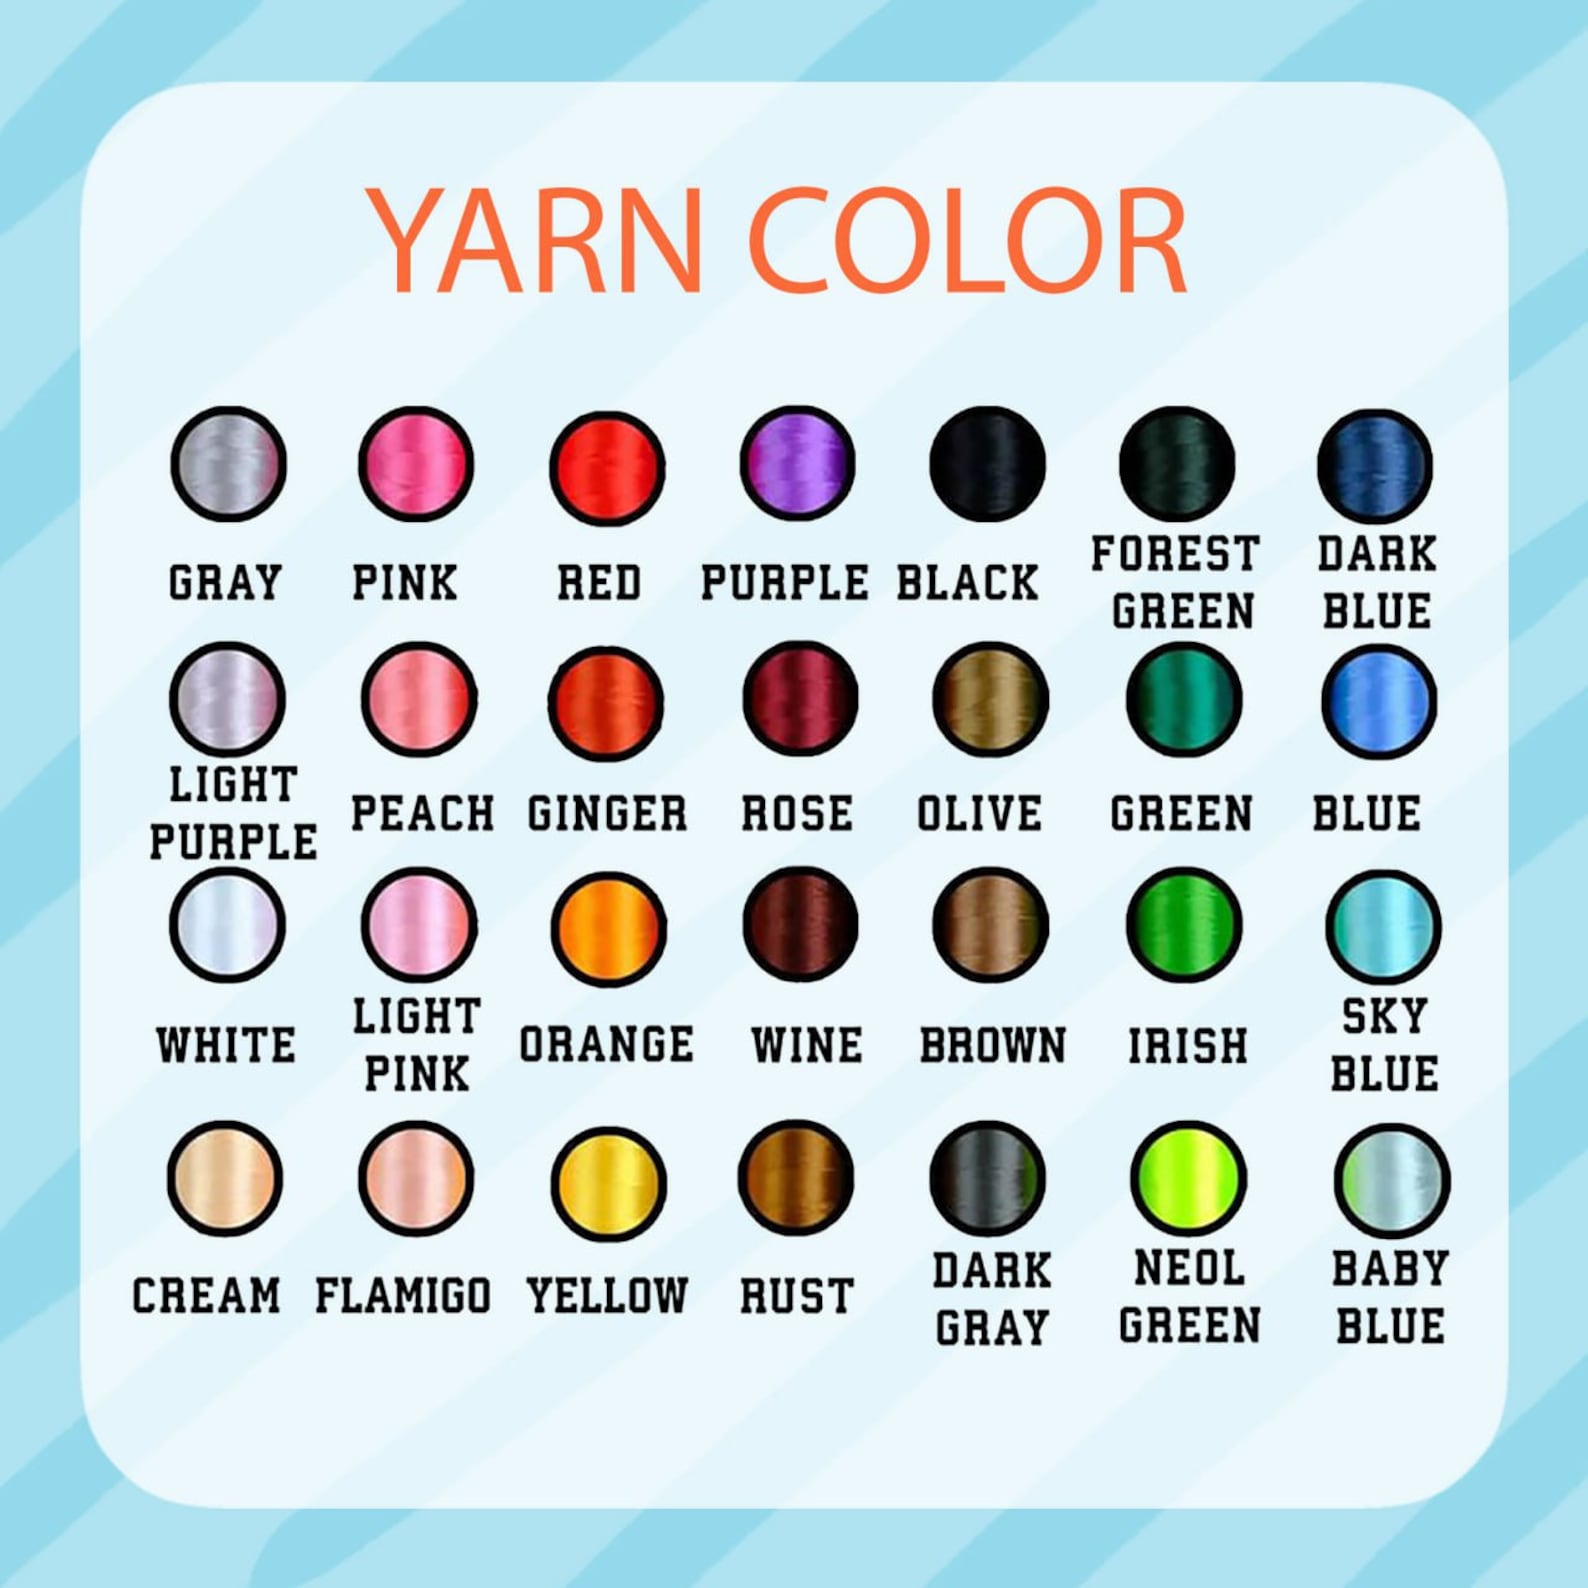 YARN COLOR
GRAY
PINK
RED
PURPLE
BLACK
FOREST
GREEN
DARK
BLUE
LIGHT
PURPLE
PEACH
GINGER
ROSE
OLIVE
GREEN
BLUE
WHITE
LIGHT
PINK
ORANGE
WINE
BROWN
IRISH
SKY
BLUE
CREAM
FLAMIGO
YELLOW
RUST
DARK
GRAY
NEOL
GREEN
BABY
BLUE